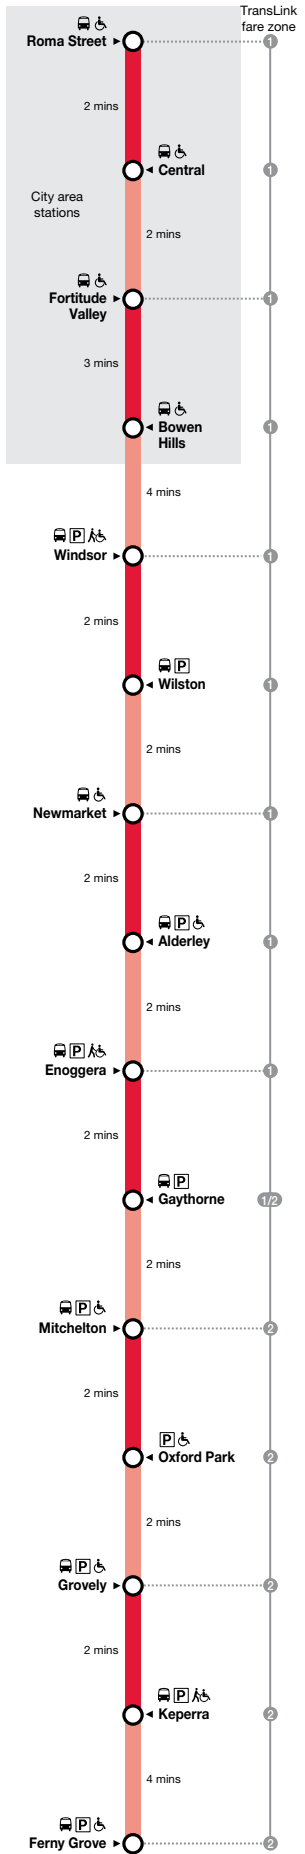 TransLink
fare zone
Roma Street
1
2 mins
Central
1
City area
stations
2 mins
Fortitude
Valley
1
3 mins
Bowen
Hills
1
4 mins
P
Windsor
1
2 mins
P
Wilston
1
2 mins
Newmarket
1
2 mins
P
Alderley
1
2 mins
P
Enoggera
1
2 mins
P
Gaythorne
1/2
2 mins
P
Mitchelton
2
2 mins
P
Oxford Park
2
2 mins
P
Grovely
2
2 mins
P
Keperra
2
4 mins
P
Ferny Grove
2